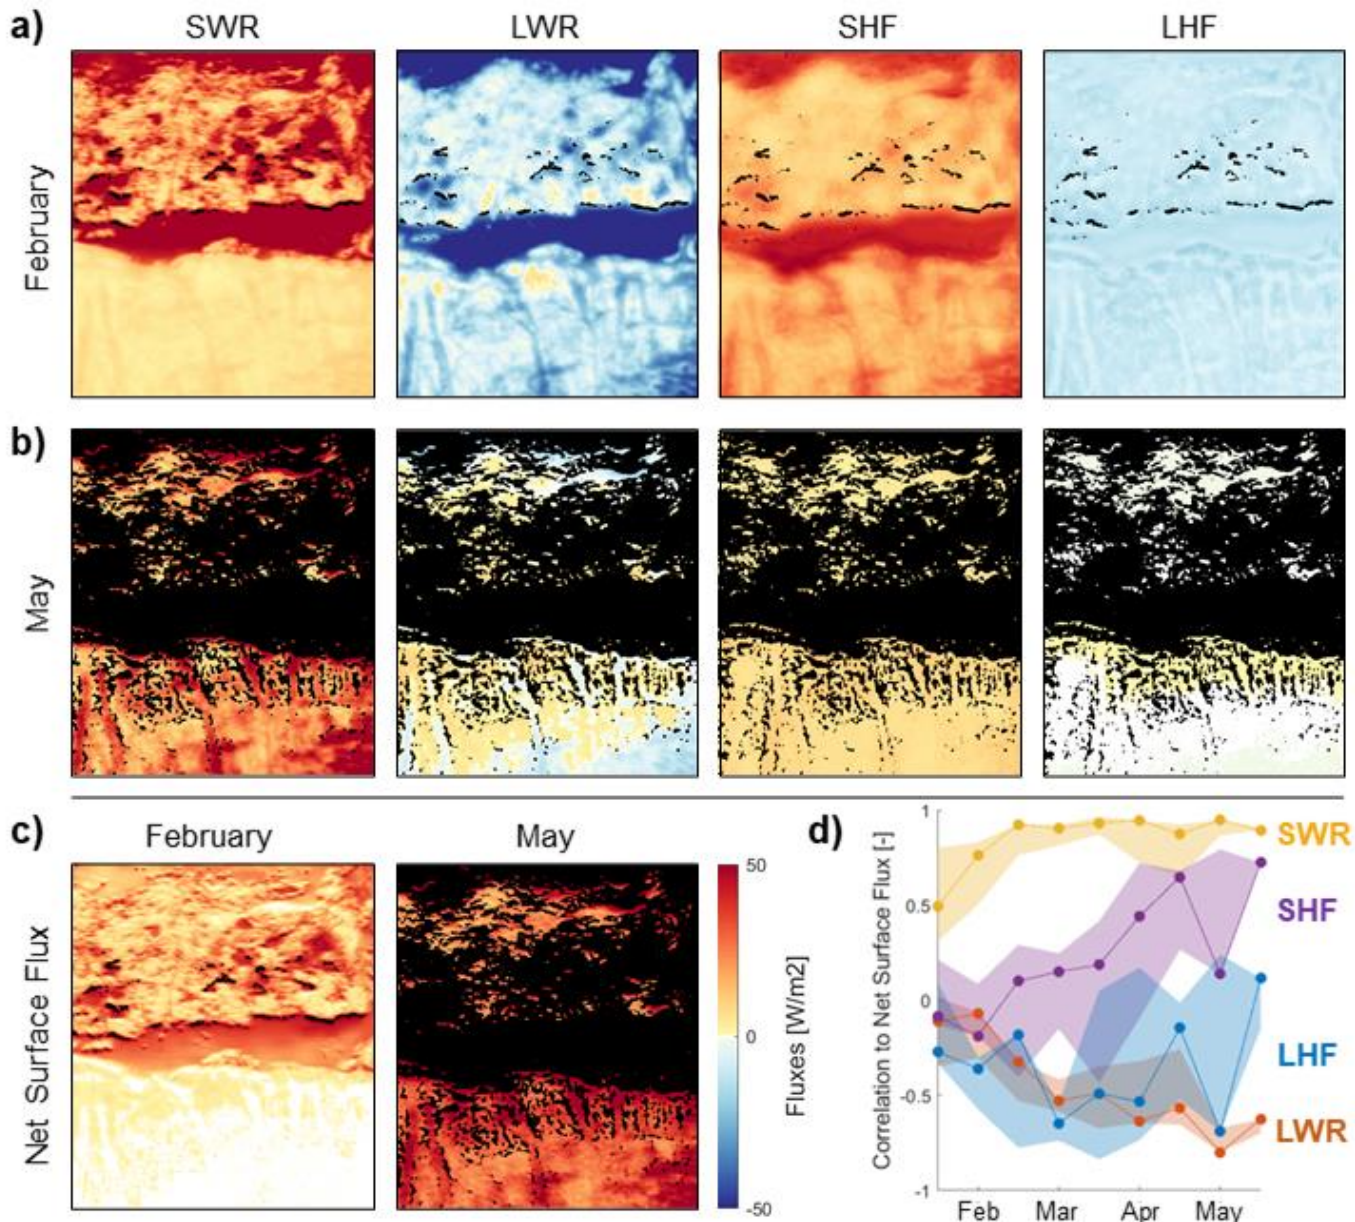 a) SWR LWR SHF LHF
February
b)
May
c) February May d)
Net Surface Flux
50
0
-50
Fluxes [W/m2]
Correlation to Net Surface Flux [-]
1
0.5
0
-0.5
-1
Feb Mar Apr May
SWR
SHF
LHF
LWR